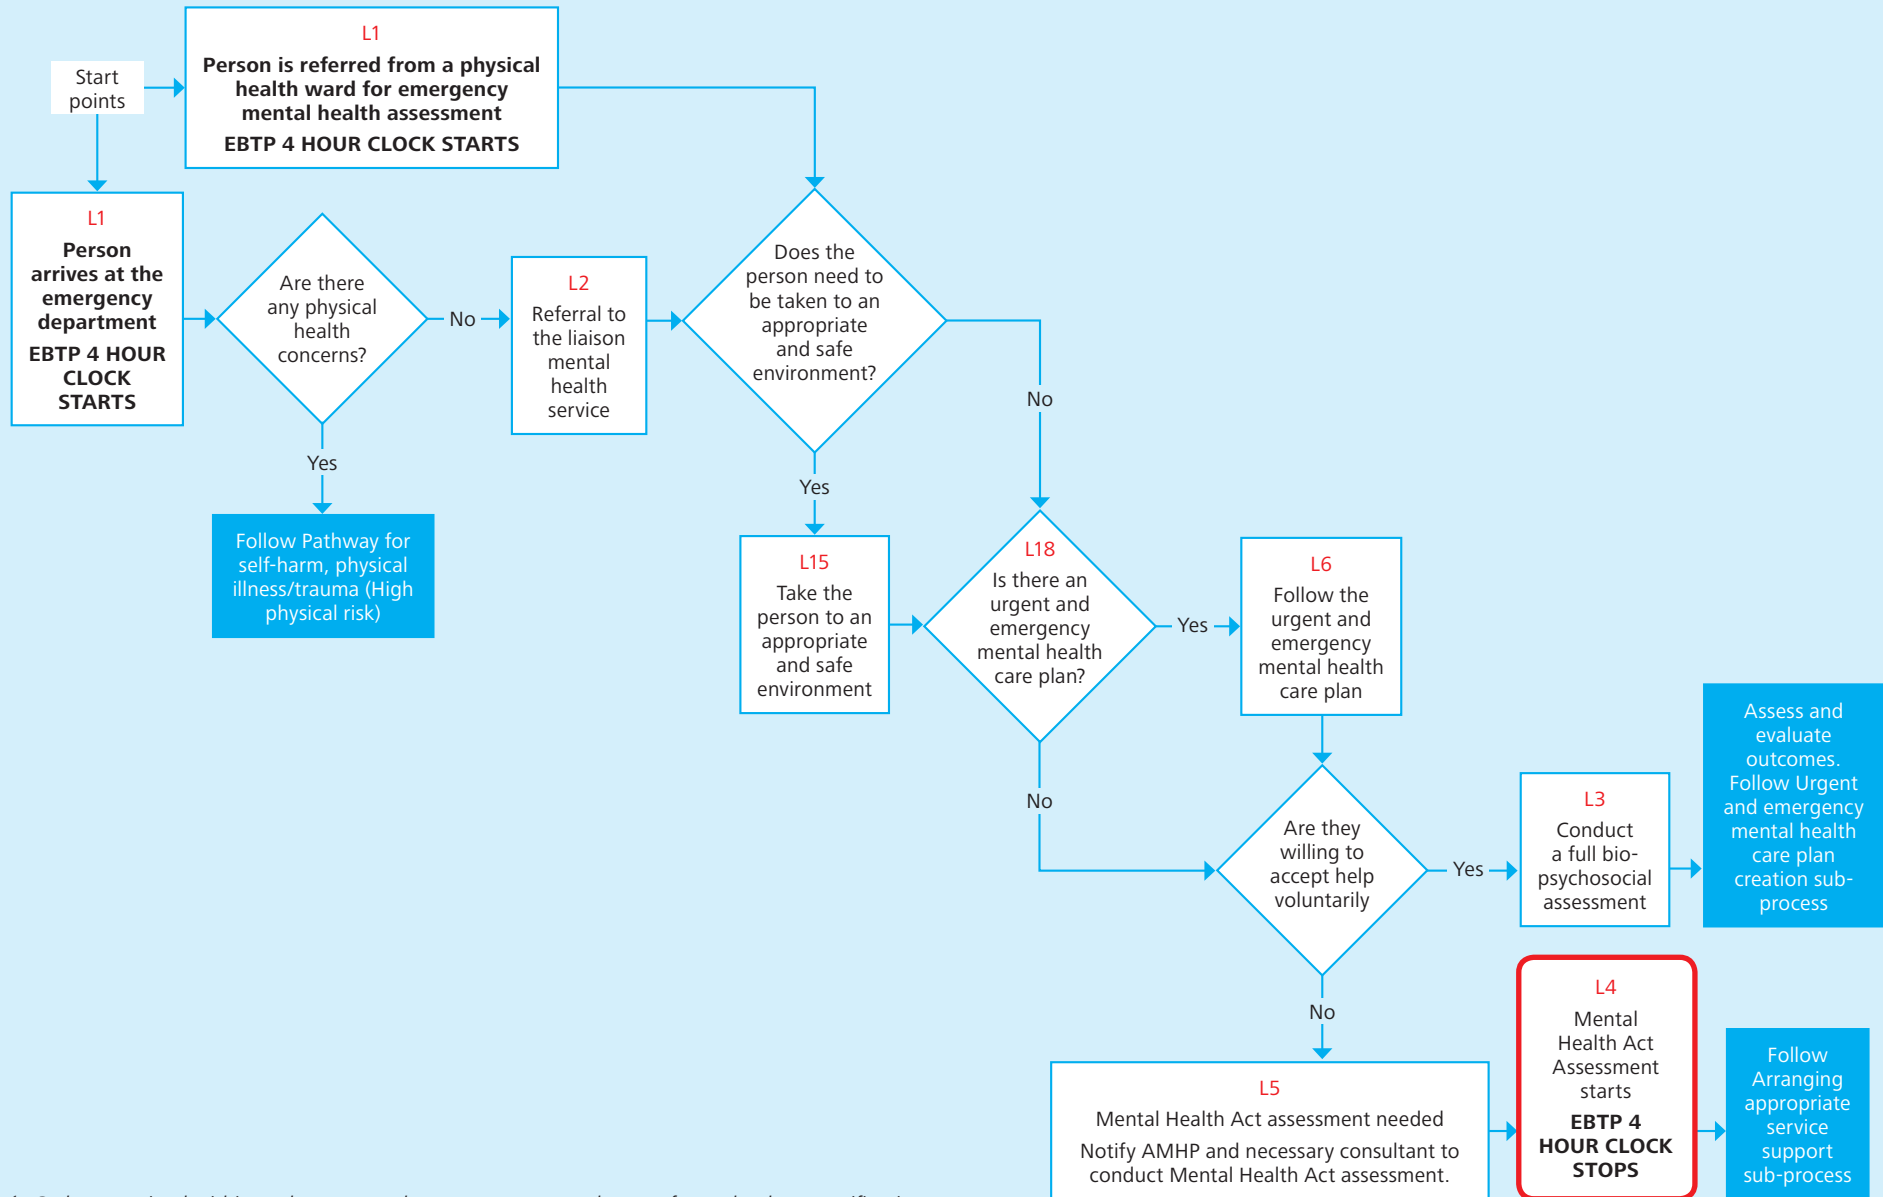 Start
points
L1
Person is referred from a physical
health ward for emergency
mental health assessment
EBTP 4 HOUR CLOCK STARTS
L1
Person
arrives at the
emergency
department
EBTP 4 HOUR
CLOCK
STARTS
Are there
any physical
health
concerns?
No
Yes
Follow Pathway for
self-harm, physical
illness/trauma (High
physical risk)
L2
Referral to
the liaison
mental
health
service
Does the
person need to
be taken to an
appropriate
and safe
environment?
No
Yes
L15
Take the
person to an
appropriate
and safe
environment
L18
Is there an
urgent and
emergency
mental health
care plan?
Yes
No
L6
Follow the
urgent and
emergency
mental health
care plan
Are they
willing to
accept help
voluntarily
Yes
No
L3
Conduct
a full bio-
psychosocial
assessment
Assess and
evaluate
outcomes.
Follow Urgent
and emergency
mental health
care plan
creation sub-
process
L5
Mental Health Act assessment needed
Notify AMHP and necessary consultant to
conduct Mental Health Act assessment.
L4
Mental
Health Act
Assessment
starts
EBTP 4
HOUR CLOCK
STOPS
Follow
Arranging
appropriate
service
support
sub-process